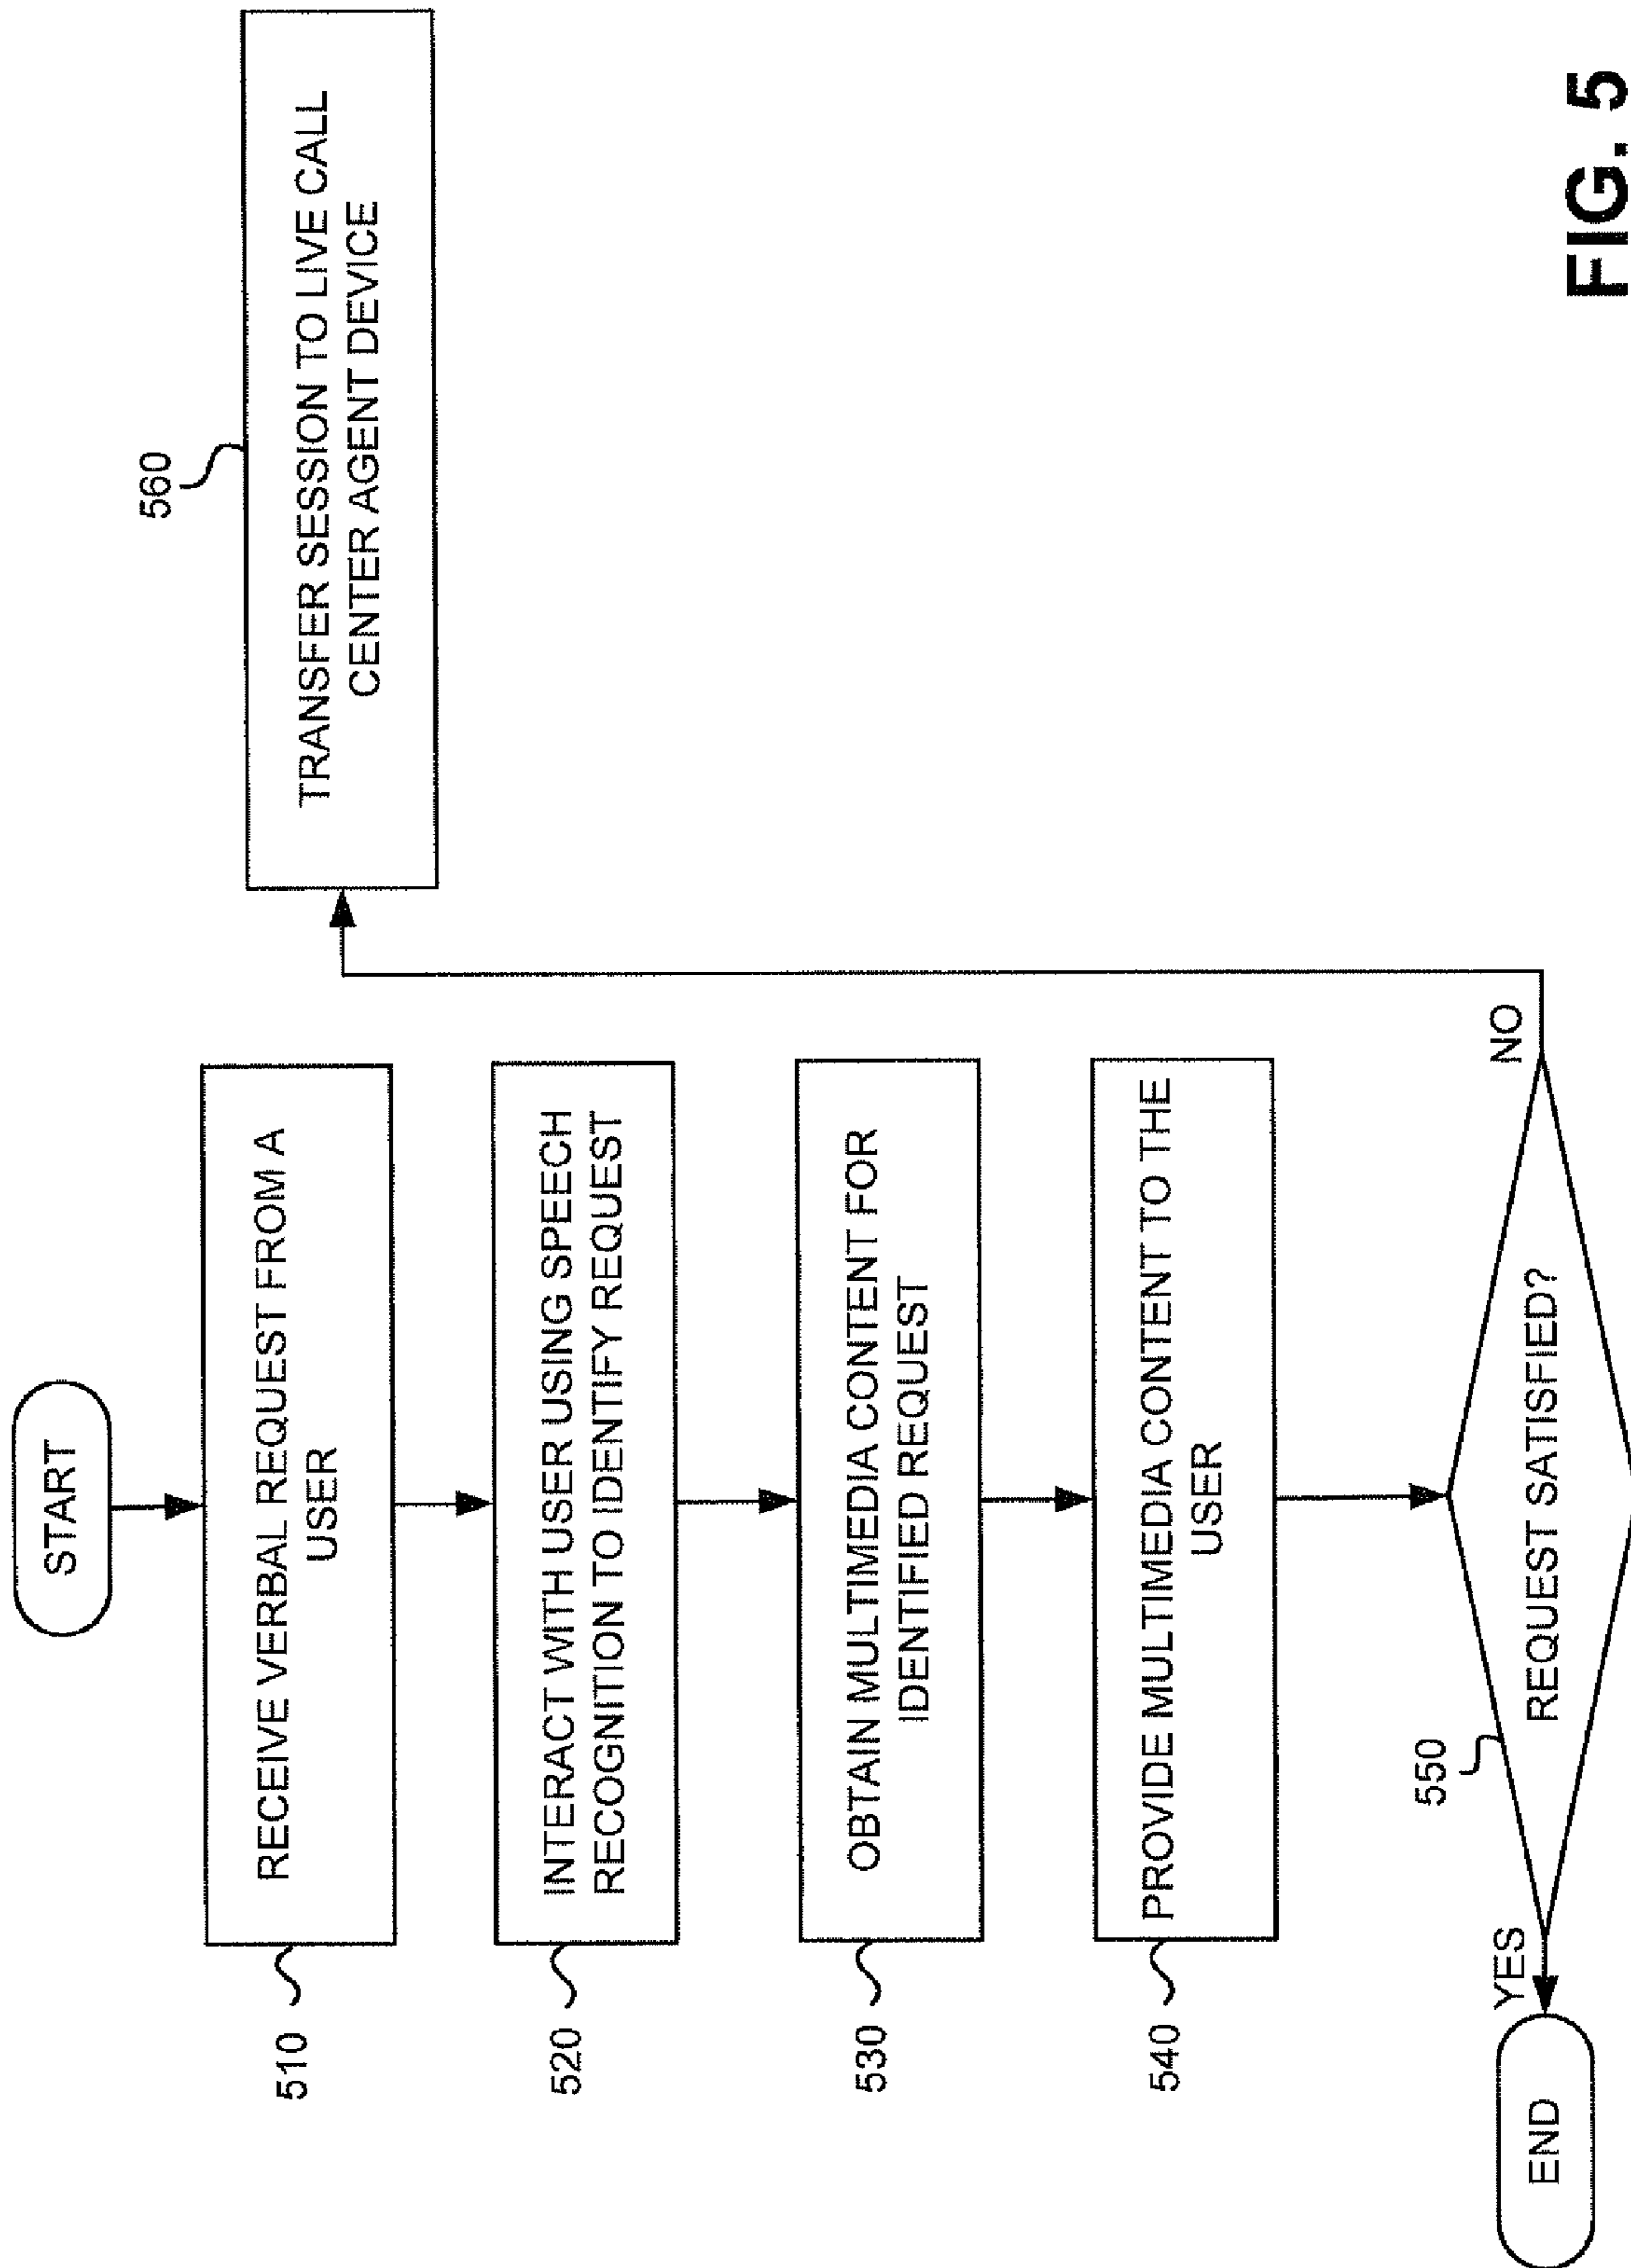 START
510
RECEIVE VERBAL REQUEST FROM A
USER
520
INTERACT WITH USER USING SPEECH
RECOGNITION TO IDENTIFY REQUEST
530
OBTAIN MULTIMEDIA CONTENT FOR
IDENTIFIED REQUEST
540
PROVIDE MULTIMEDIA CONTENT TO THE
USER
550
REQUEST SATISFIED?
YES
END
NO
560
TRANSFER SESSION TO LIVE CALL
CENTER AGENT DEVICE
FIG. 5